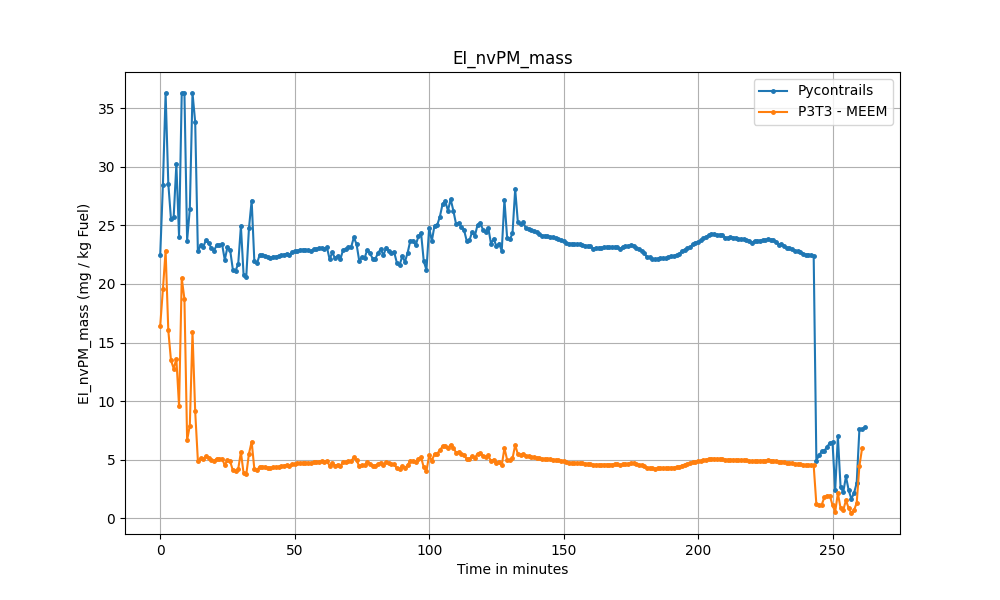 EI_nvPM_mass
Pycontrails
P3T3 - MEEM
EI_nvPM_mass (mg / kg Fuel)
35
30
25
20
15
10
5
0
0 50 100 150 200 250
Time in minutes